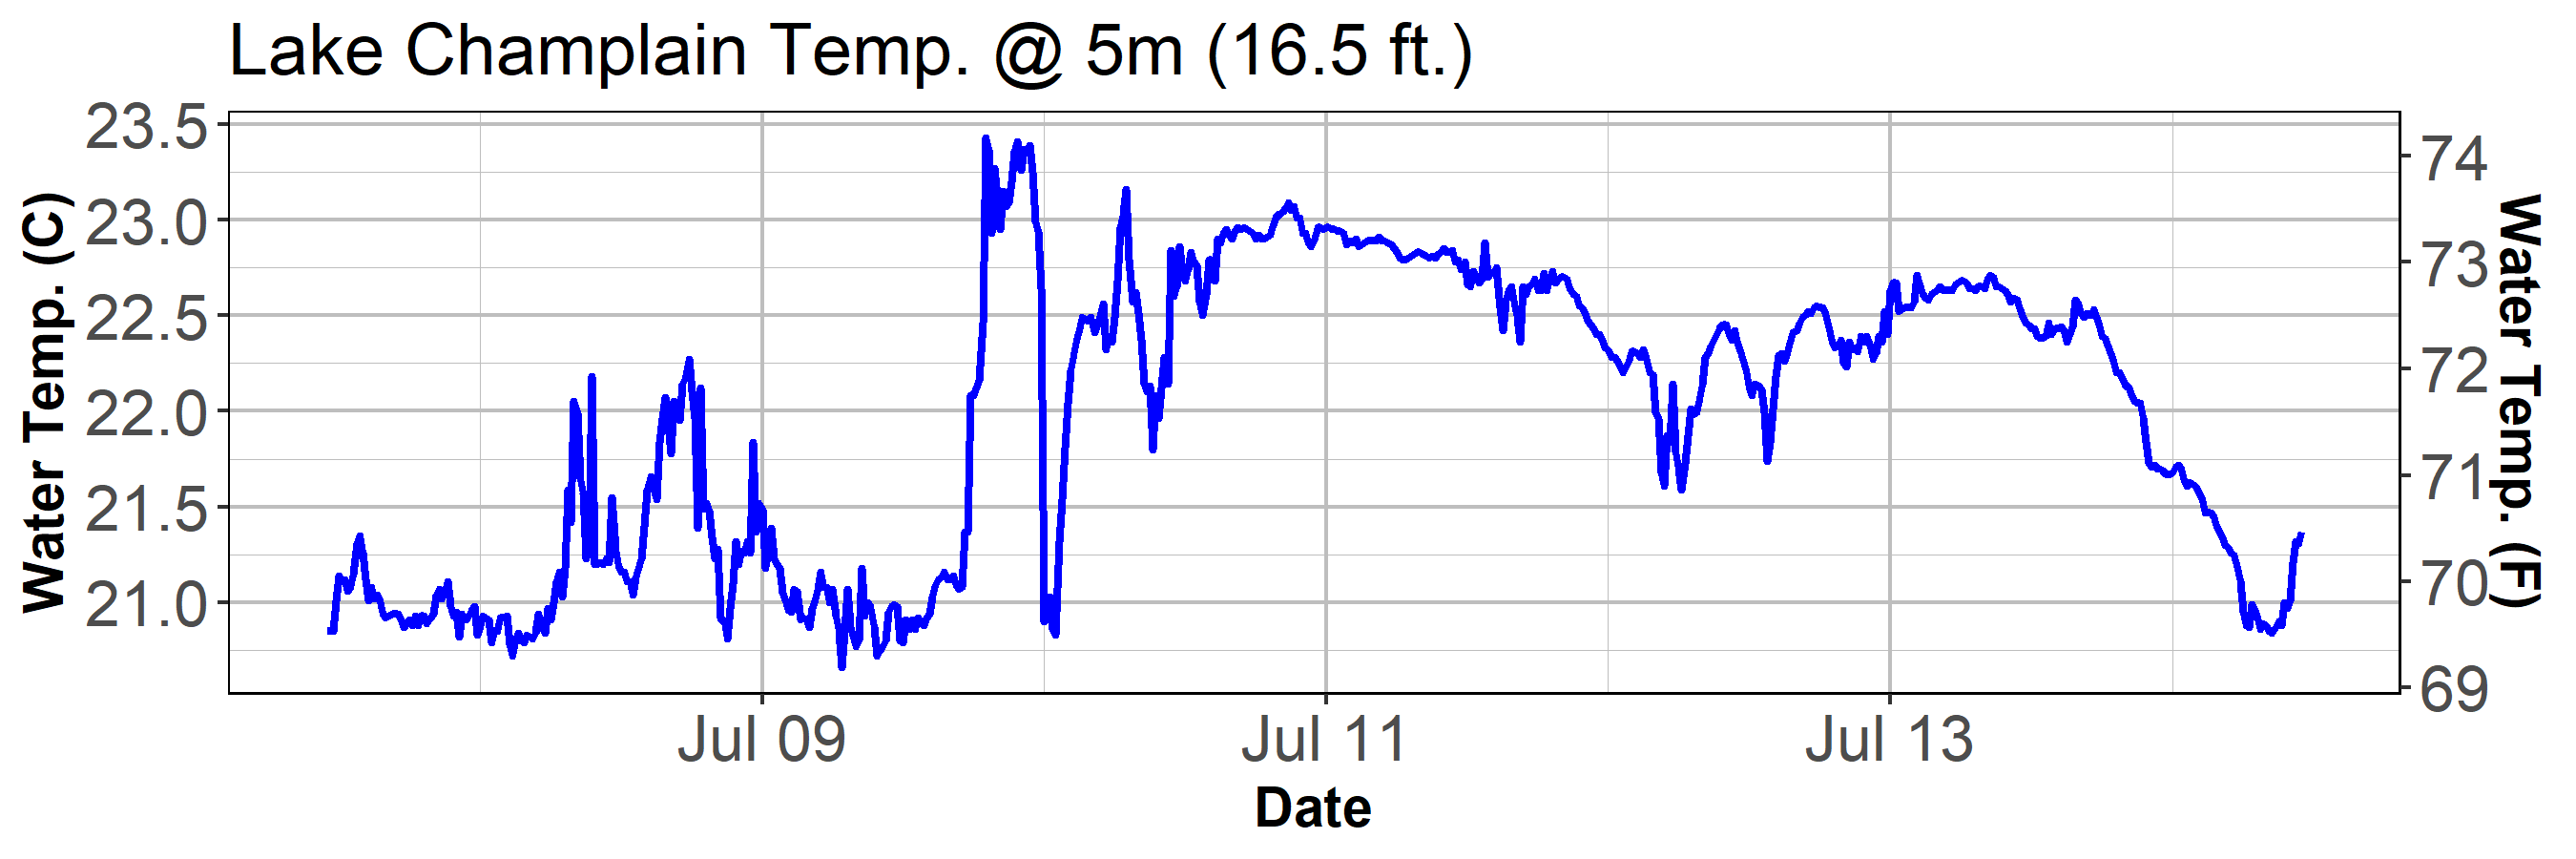 Lake Champlain Temp. @ 5m (16.5 ft.)
Water Temp. (C)
23.5
23.0
22.5
22.0
21.5
21.0
74
73
72
71
70
69
Water Temp. (F)
Jul 09
Jul 11
Jul 13
Date